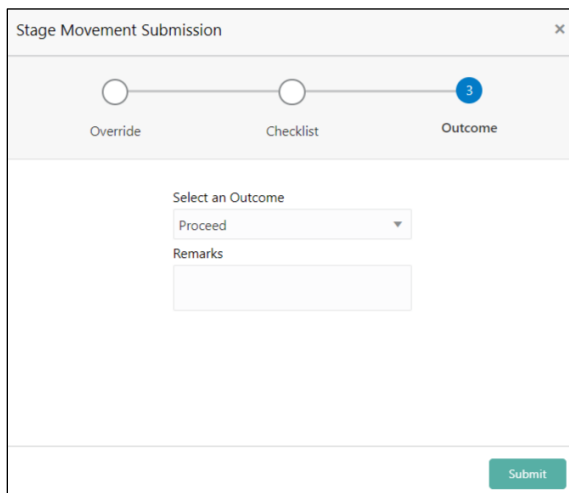 Stage Movement Submission ×
3
Override Checklist Outcome
Select an Outcome
Proceed
Remarks
Submit